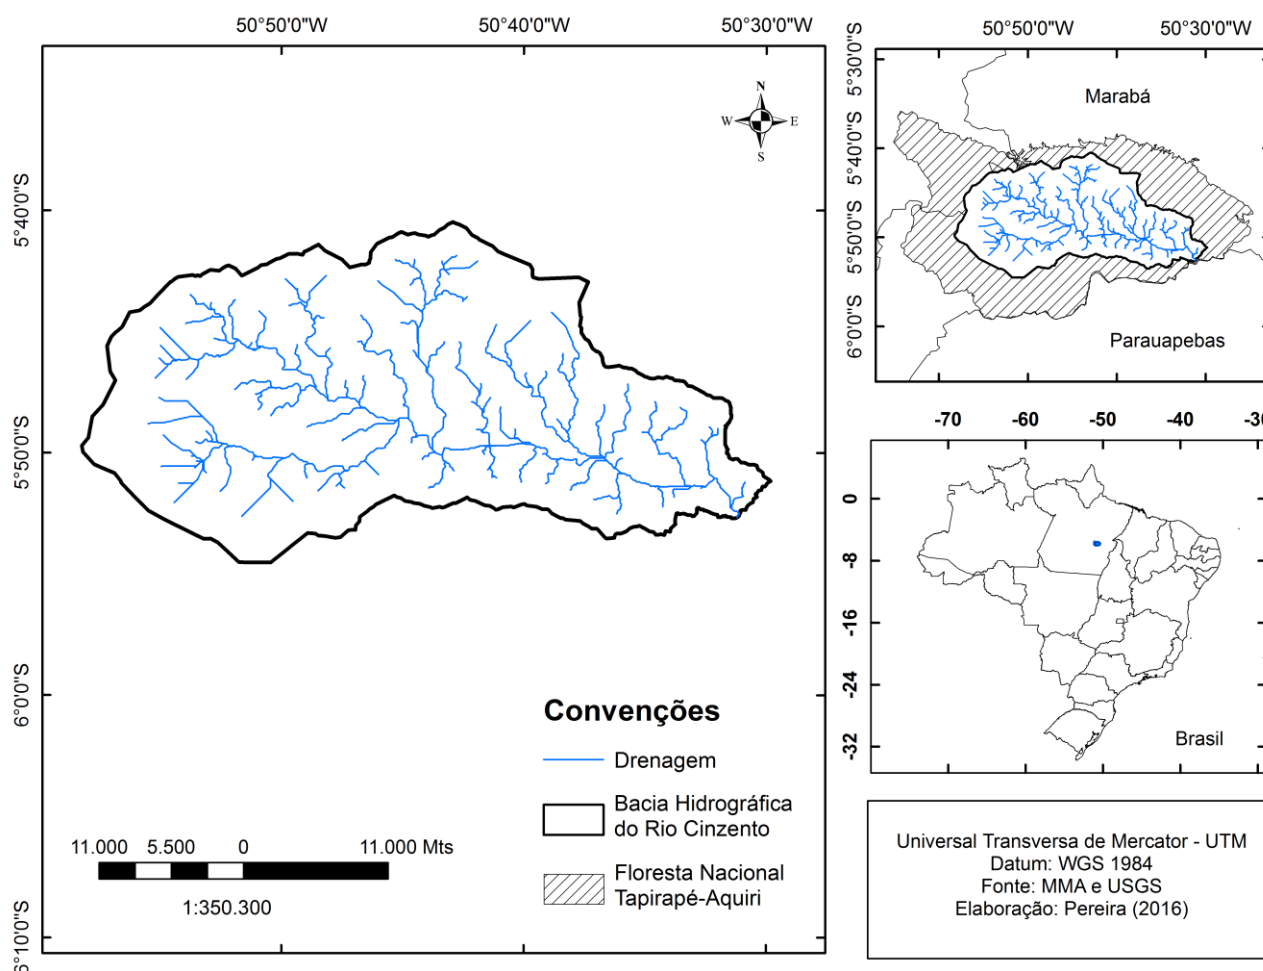 50°50'0"W
50°40'0"W
50°30'0"W
5°40'0"S
5°50'0"S
6°0'0"S
6°10'0"S
N
W
E
S
Convenções
Drenagem
Bacia Hidrográfica
do Rio Cinzento
Floresta Nacional
Tapirapé-Aquiri
11.000 5.500 0 11.000 Mts
1:350.300
50°50'0"W
50°30'0"W
5°30'0"S
5°40'0"S
5°50'0"S
6°0'0"S
Marabá
Parauapebas
-70
-60
-50
-40
-30
0
-8
-16
-24
-32
Brasil
Universal Transversa de Mercator - UTM
Datum: WGS 1984
Fonte: MMA e USGS
Elaboração: Pereira (2016)